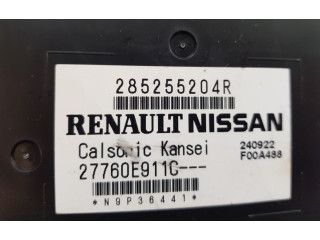 285255204R
RENAULT NISSAN
Calsonic Kansei
240922
27760E911C---
F00A488
*N9P36441*